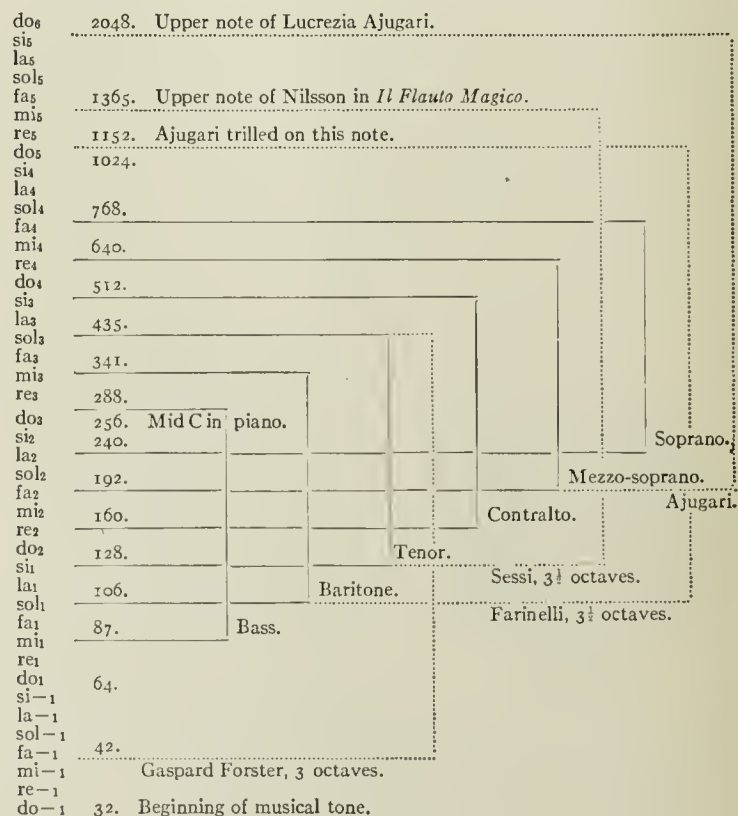 do6 2048. Upper note of Lucrezia Ajugari.
si5
la5
sol5
fa5 1365. Upper note of Nilsson in Il Flauto Magico.
mi5
re5 1152. Ajugari trilled on this note.
do5 1024.
si4
la4
sol4 768.
fa4
mi4 640.
re4
do4 512.
si3
la3 435.
sol3
fa3 341.
mi3
re3 288.
do3 256. Mid C in piano.
si2 240. Soprano.
la2
sol2 192. Mezzo-soprano.
fa2 Ajugari.
mi2 160. Contralto.
re2
do2 128. Tenor.
si1 Sessi, 3½ octaves.
la1 106. Baritone.
sol1 Farinelli, 3½ octaves.
fa1 87. Bass.
mi1
re1
do1 64.
si—1
la—1
sol—1
fa—1 42.
mi—1 Gaspard Forster, 3 octaves.
re—1
do—1 32. Beginning of musical tone.